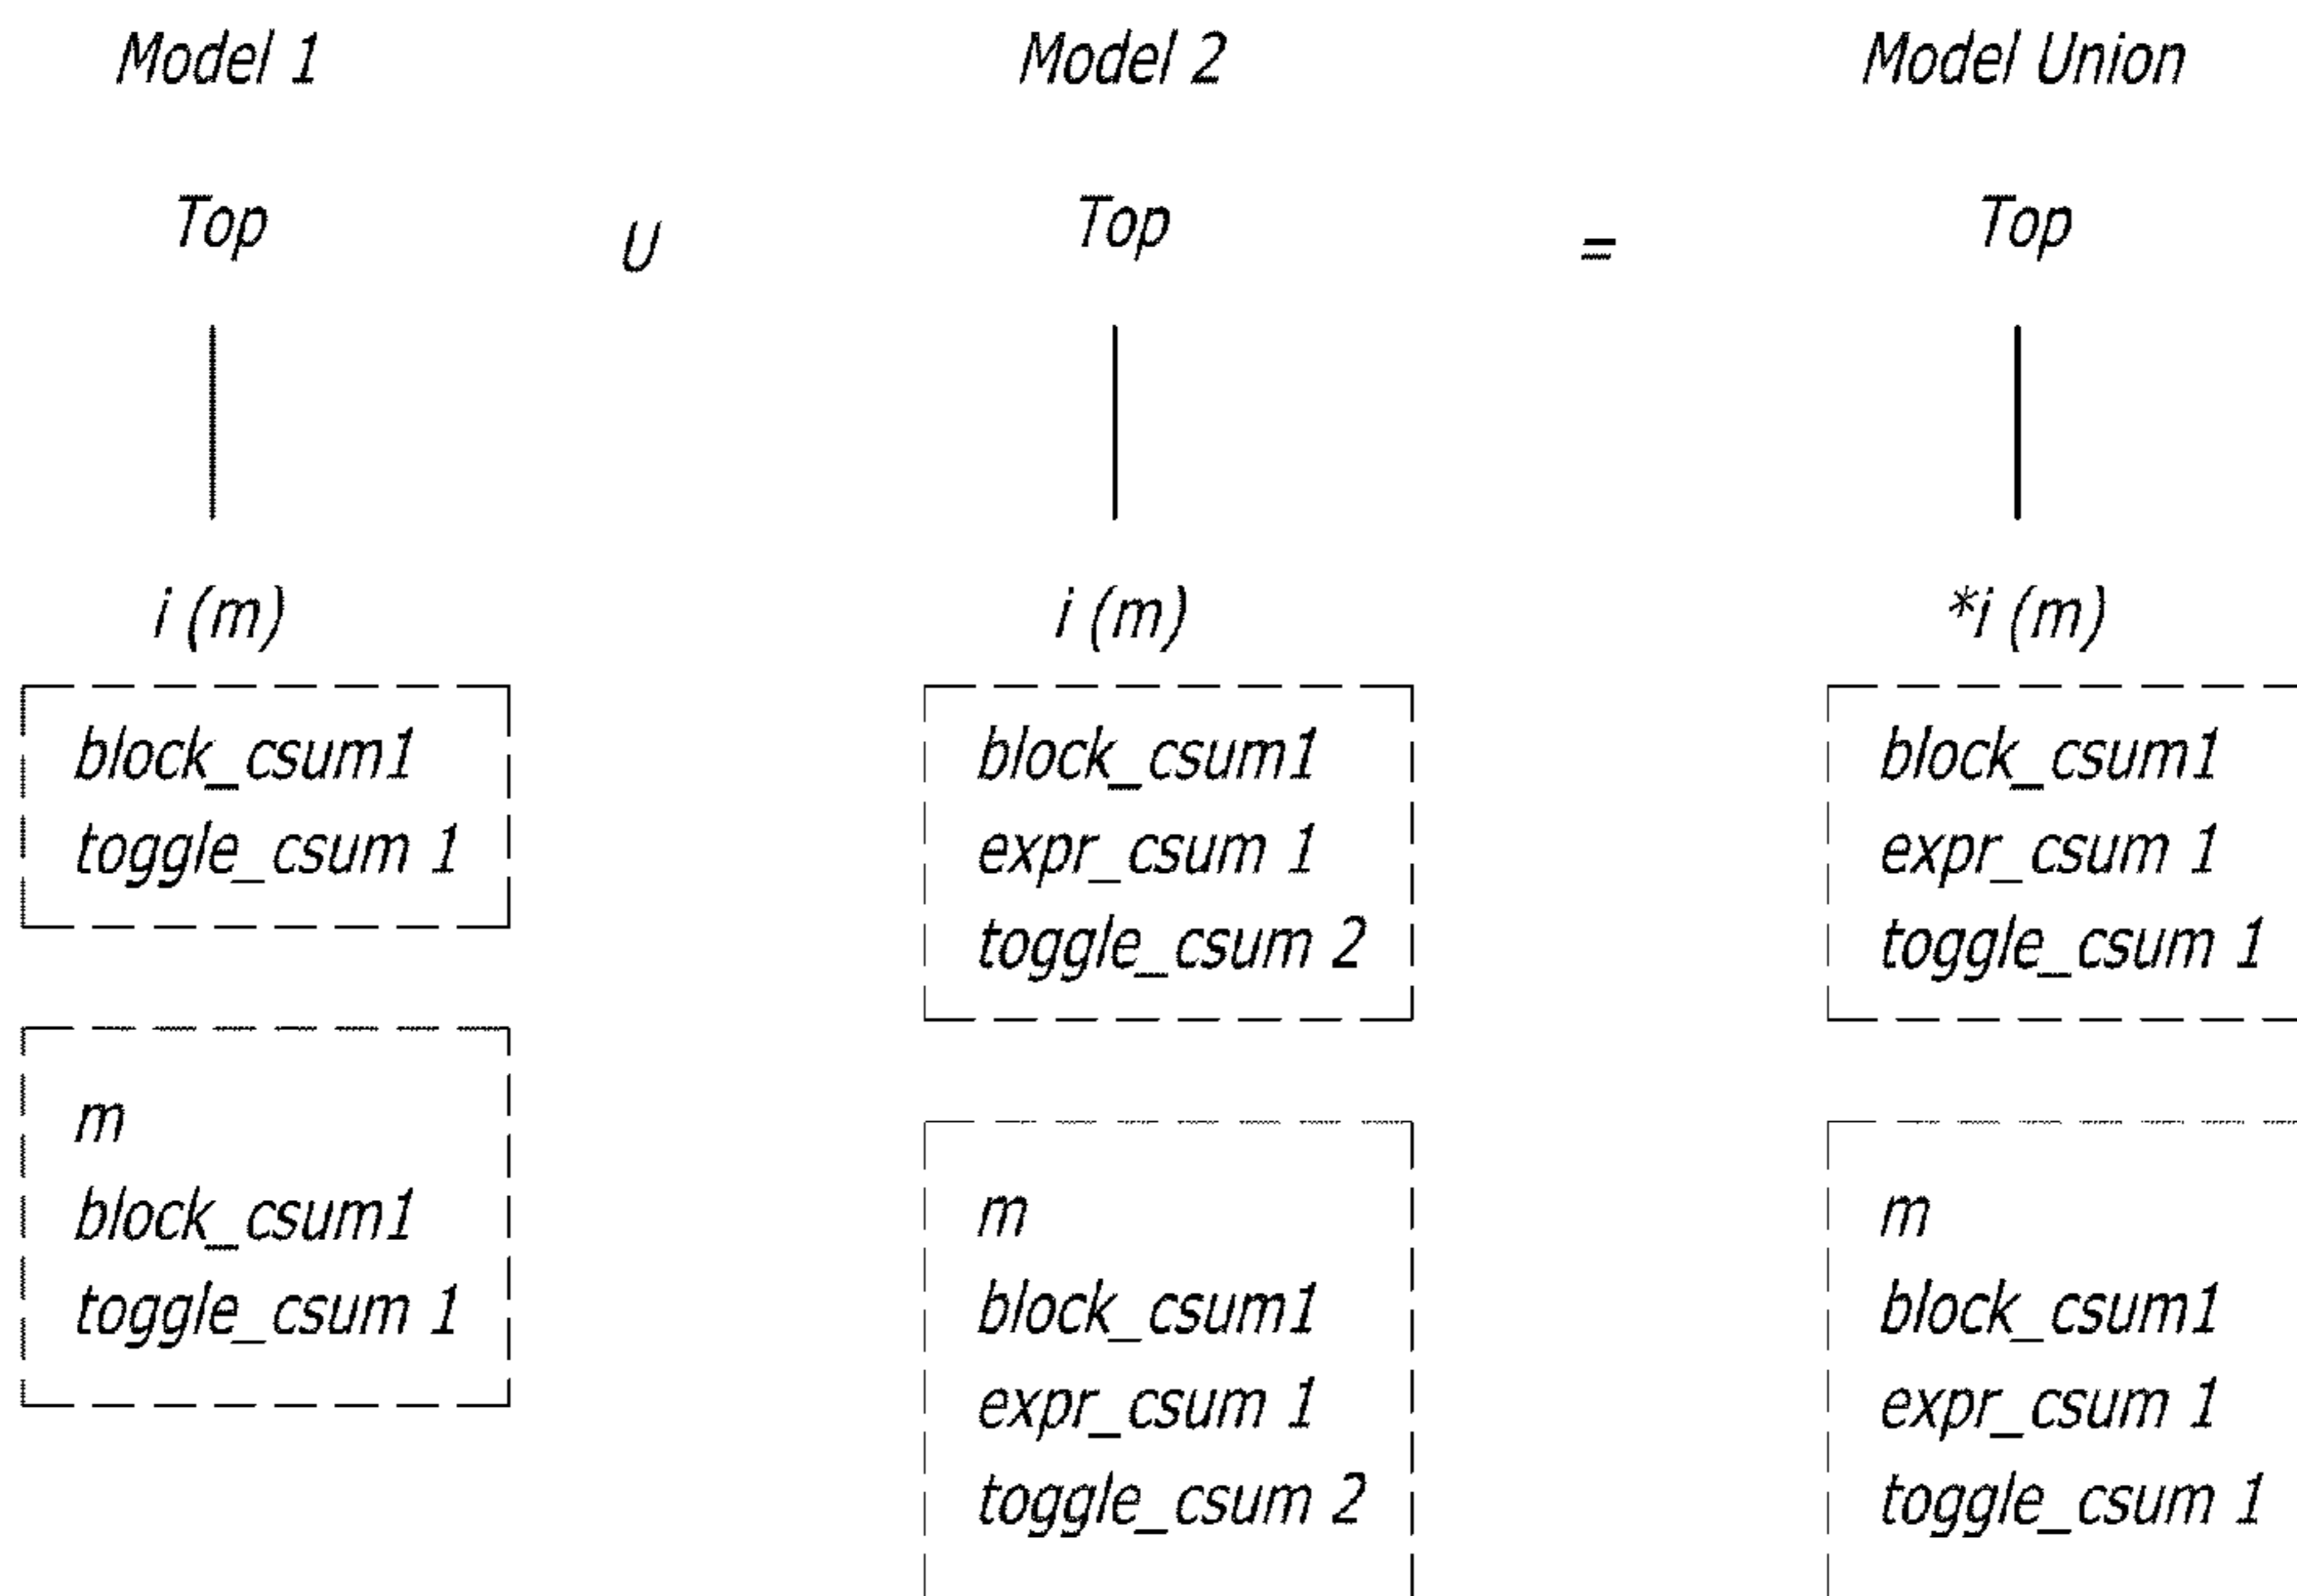 Model 1
Top
i (m)
block_csum1
toggle_csum 1
m
block_csum1
toggle_csum 1
U
Model 2
Top
i (m)
block_csum1
expr_csum 1
toggle_csum 2
m
block_csum1
expr_csum 1
toggle_csum 2
=
Model Union
Top
*i (m)
block_csum1
expr_csum 1
toggle_csum 1
m
block_csum1
expr_csum 1
toggle_csum 1